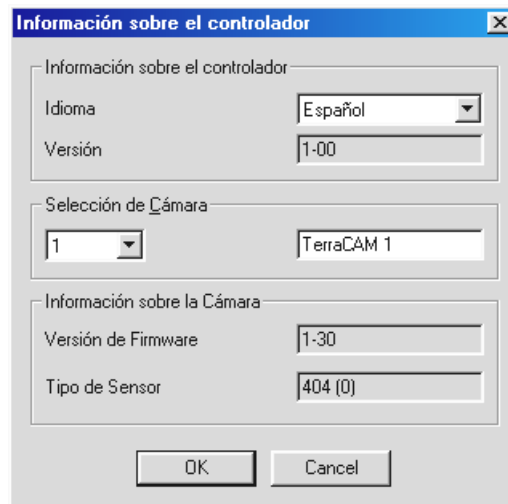 Información sobre el controlador
Información sobre el controlador
Idioma Español
Versión 1-00
Selección de Cámara
1 TerraCAM 1
Información sobre la Cámara
Versión de Firmware 1-30
Tipo de Sensor 404 (0)
OK Cancel